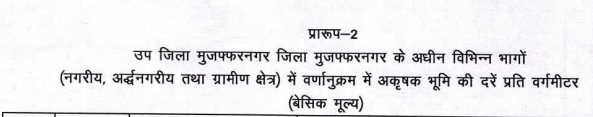 प्रारूप–2
उप जिला मुजफ्फरनगर जिला मुजफ्फरनगर के अधीन विभिन्न भागों
(नगरीय, अर्द्धनगरीय तथा ग्रामीण क्षेत्र) में वर्णानुक्रम में अकृषक भूमि की दरें प्रति वर्गमीटर
(बेसिक मूल्य)